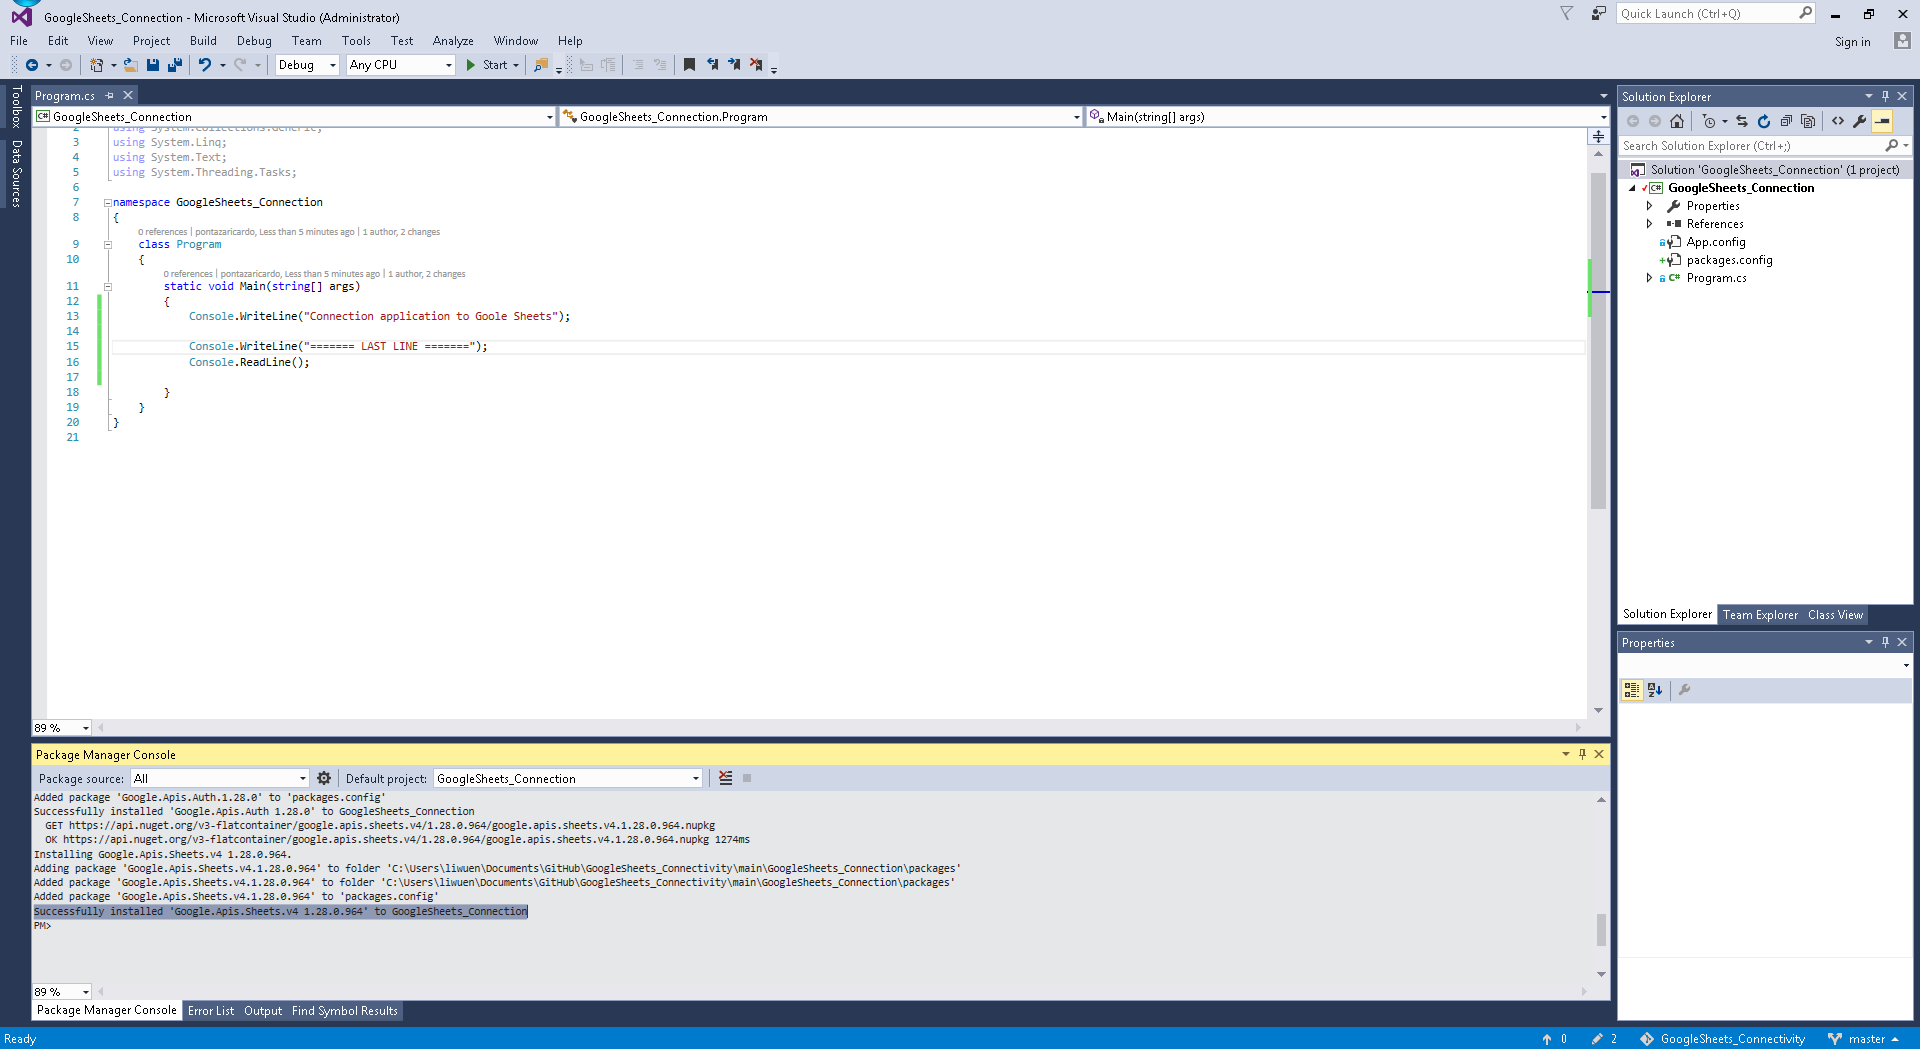 GoogleSheets_Connection - Microsoft Visual Studio (Administrator)
Quick Launch (Ctrl+Q)
File Edit View Project Build Debug Team Tools Test Analyze Window Help
Sign in
Debug Any CPU Start
Toolbox
Data Sources
Program.cs
GoogleSheets_Connection GoogleSheets_Connection.Program Main(string[] args)
2 using System.Collections.Generic;
3 using System.Linq;
4 using System.Text;
5 using System.Threading.Tasks;
6
7 namespace GoogleSheets_Connection
8 {
0 references | pontazaricardo, Less than 5 minutes ago | 1 author, 2 changes
9 class Program
10 {
0 references | pontazaricardo, Less than 5 minutes ago | 1 author, 2 changes
11 static void Main(string[] args)
12 {
13 Console.WriteLine("Connection application to Goole Sheets");
14
15 Console.WriteLine("======= LAST LINE =======");
16 Console.ReadLine();
17
18 }
19 }
20 }
21
89 %
Solution Explorer
Search Solution Explorer (Ctrl+;)
Solution 'GoogleSheets_Connection' (1 project)
GoogleSheets_Connection
Properties
References
App.config
packages.config
Program.cs
Solution Explorer Team Explorer Class View
Properties
Package Manager Console
Package source: All Default project: GoogleSheets_Connection
Added package 'Google.Apis.Auth.1.28.0' to 'packages.config'
Successfully installed 'Google.Apis.Auth 1.28.0' to GoogleSheets_Connection
GET https://api.nuget.org/v3-flatcontainer/google.apis.sheets.v4/1.28.0.964/google.apis.sheets.v4.1.28.0.964.nupkg
OK https://api.nuget.org/v3-flatcontainer/google.apis.sheets.v4/1.28.0.964/google.apis.sheets.v4.1.28.0.964.nupkg 1274ms
Installing Google.Apis.Sheets.v4 1.28.0.964.
Adding package 'Google.Apis.Sheets.v4.1.28.0.964' to folder 'C:\Users\liwuen\Documents\GitHub\GoogleSheets_Connectivity\main\GoogleSheets_Connection\packages'
Added package 'Google.Apis.Sheets.v4.1.28.0.964' to folder 'C:\Users\liwuen\Documents\GitHub\GoogleSheets_Connectivity\main\GoogleSheets_Connection\packages'
Added package 'Google.Apis.Sheets.v4.1.28.0.964' to 'packages.config'
Successfully installed 'Google.Apis.Sheets.v4 1.28.0.964' to GoogleSheets_Connection
PM>
89 %
Package Manager Console Error List Output Find Symbol Results
Ready
0 2 GoogleSheets_Connectivity master